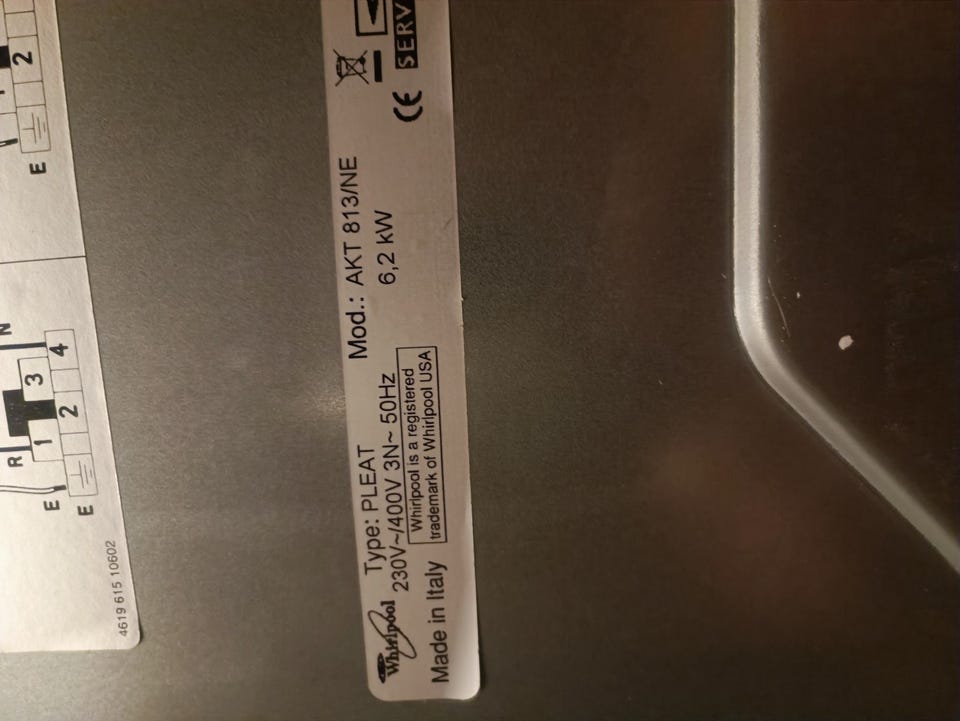 Whirlpool
Type: PLEAT
Mod.: AKT 813/NE
230V~/400V 3N~ 50Hz
6,2 kW
Whirlpool is a registered
trademark of Whirlpool USA
Made in Italy
CE
SERV
R
N
E
1
3
E
2
4
E
2
4619 615 10602